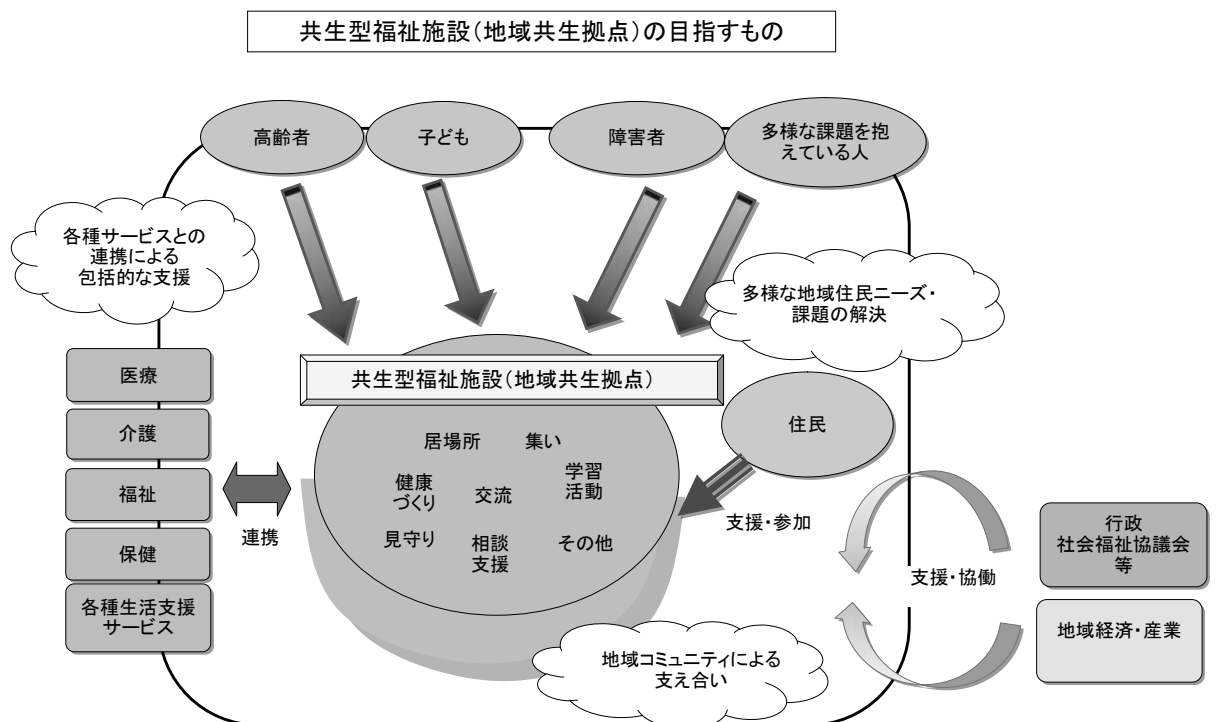 共生型福祉施設（地域共生拠点）の目指すもの
高齢者
子ども
障害者
多様な課題を抱
えている人
各種サービスとの
連携による
包括的な支援
多様な地域住民ニーズ・
課題の解決
医療
介護
福祉
保健
各種生活支援
サービス
連携
共生型福祉施設（地域共生拠点）
居場所
集い
健康
づくり
交流
学習
活動
見守り
相談
支援
その他
住民
支援・参加
支援・協働
行政
社会福祉協議会
等
地域経済・産業
地域コミュニティによる
支え合い